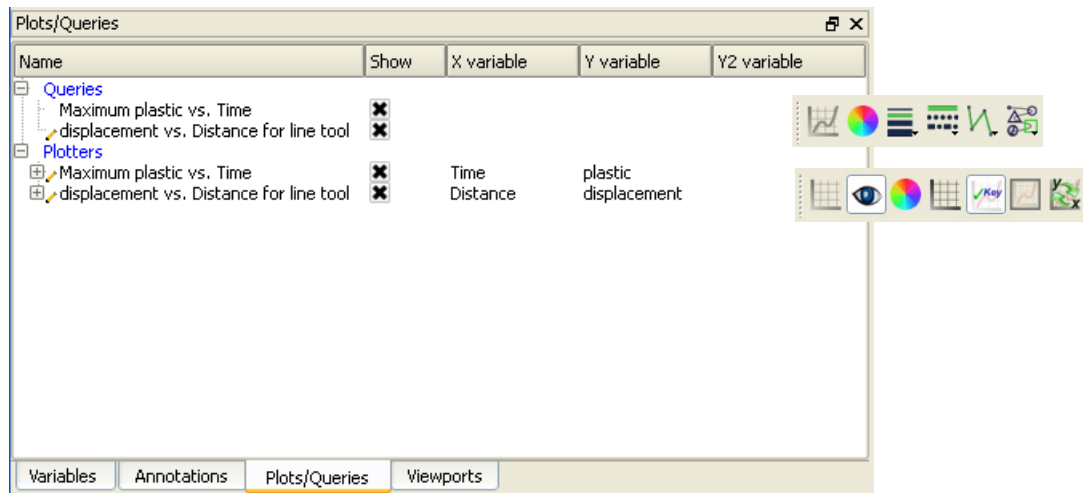 Plots/Queries
Name Show X variable Y variable Y2 variable
Queries
Maximum plastic vs. Time
displacement vs. Distance for line tool
Plotters
Maximum plastic vs. Time Time plastic
displacement vs. Distance for line tool Distance displacement
Key
y x
Variables Annotations Plots/Queries Viewports